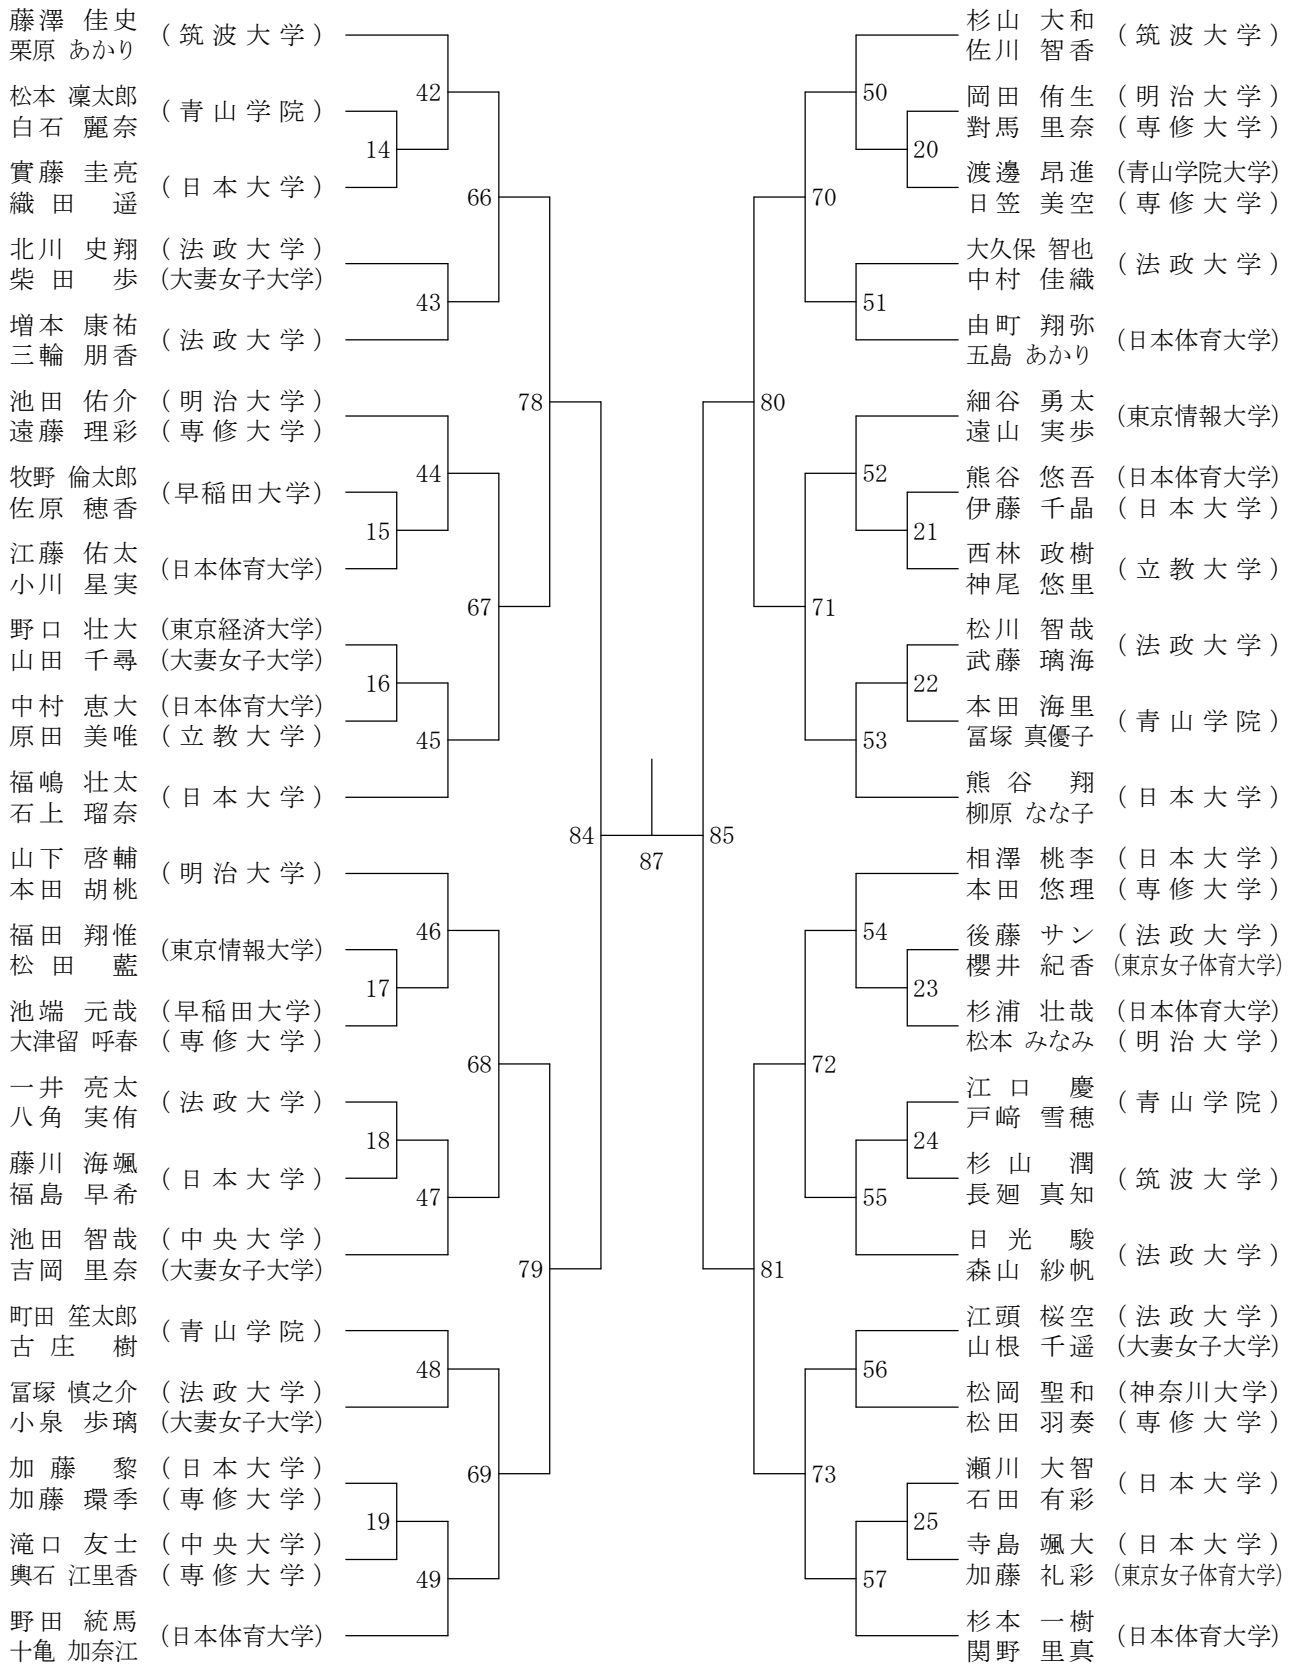 藤澤 佳史
栗原 あかり
(筑波大学)
42
松本 凜太郎
白石 麗奈
(青山学院)
14
實藤 圭亮
織田 遥
(日本大学)
66
北川 史翔 (法政大学)
柴田 歩 (大妻女子大学)
43
増本 康祐
三輪 朋香
(法政大学)
78
池田 佑介 (明治大学)
遠藤 理彩 (専修大学)
44
牧野 倫太郎
佐原 穂香
(早稲田大学)
15
江藤 佑太
小川 星実
(日本体育大学)
67
野口 壮大 (東京経済大学)
山田 千尋 (大妻女子大学)
16
中村 恵大 (日本体育大学)
原田 美唯 (立教大学)
45
福嶋 壮太
石上 瑠奈
(日本大学)
84
山下 啓輔
本田 胡桃
(明治大学)
46
福田 翔惟
松田 藍
(東京情報大学)
17
池端 元哉 (早稲田大学)
大津留 呼春 (専修大学)
68
一井 亮太
八角 実侑
(法政大学)
18
藤川 海颯
福島 早希
(日本大学)
47
池田 智哉 (中央大学)
吉岡 里奈 (大妻女子大学)
79
町田 笙太郎
古庄 樹
(青山学院)
48
冨塚 慎之介 (法政大学)
小泉 歩璃 (大妻女子大学)
69
加藤 黎 (日本大学)
加藤 環季 (専修大学)
19
滝口 友士 (中央大学)
輿石 江里香 (専修大学)
49
野田 統馬
十亀 加奈江
(日本体育大学)
87
杉山 大和
佐川 智香
(筑波大学)
50
岡田 侑生 (明治大学)
對馬 里奈 (専修大学)
20
渡邊 昂進 (青山学院大学)
日笠 美空 (専修大学)
70
大久保 智也
中村 佳織
(法政大学)
51
由町 翔弥
五島 あかり
(日本体育大学)
80
細谷 勇太
遠山 実歩
(東京情報大学)
52
熊谷 悠吾 (日本体育大学)
伊藤 千晶 (日本大学)
21
西林 政樹
神尾 悠里
(立教大学)
71
松川 智哉
武藤 璃海
(法政大学)
22
本田 海里
冨塚 真優子
(青山学院)
53
熊谷 翔
柳原 なな子
(日本大学)
85
相澤 桃李 (日本大学)
本田 悠理 (専修大学)
54
後藤 サン (法政大学)
櫻井 紀香 (東京女子体育大学)
23
杉浦 壮哉 (日本体育大学)
松本 みなみ (明治大学)
72
江口 慶
戸﨑 雪穂
(青山学院)
24
杉山 潤
長廻 真知
(筑波大学)
55
日光 駿
森山 紗帆
(法政大学)
81
江頭 桜空 (法政大学)
山根 千遥 (大妻女子大学)
56
松岡 聖和 (神奈川大学)
松田 羽奏 (専修大学)
73
瀬川 大智
石田 有彩
(日本大学)
25
寺島 颯大 (日本大学)
加藤 礼彩 (東京女子体育大学)
57
杉本 一樹
関野 里真
(日本体育大学)